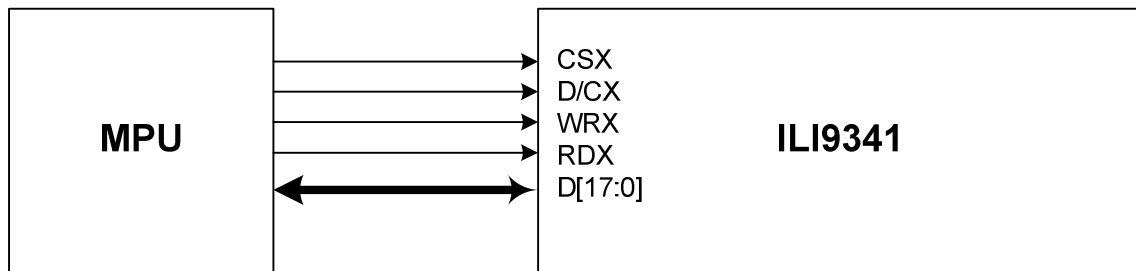 MPU
CSX
D/CX
WRX
RDX
D[17:0]
ILI9341